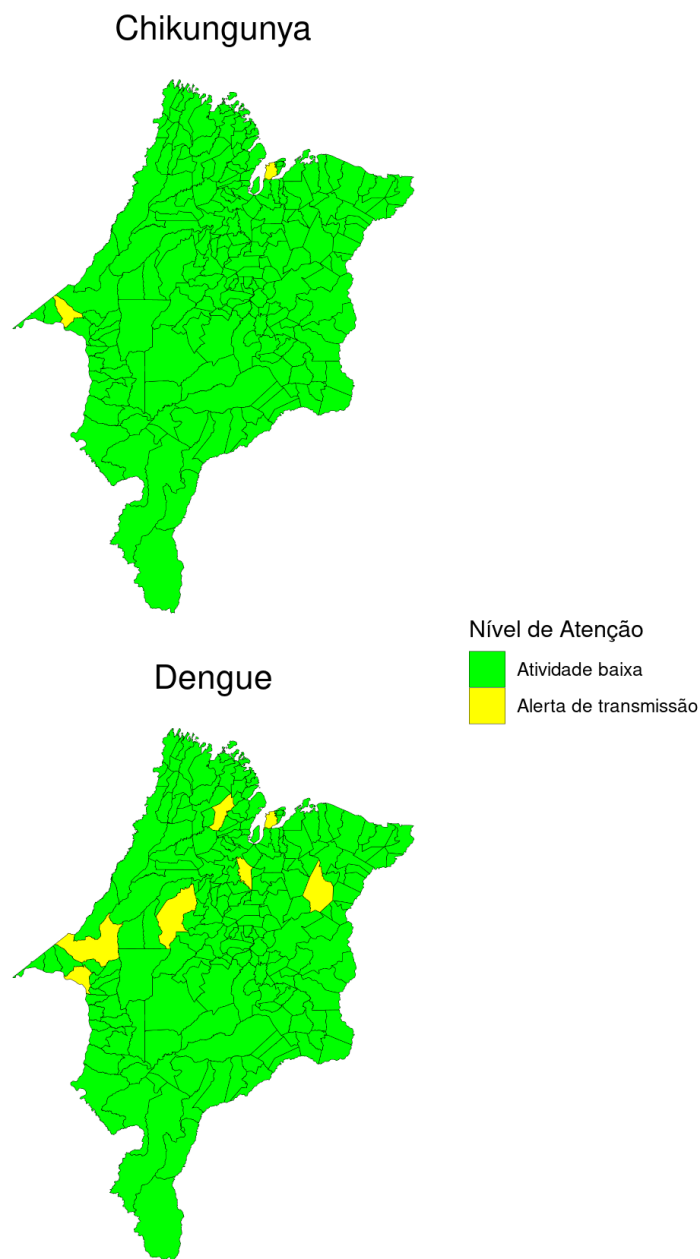 Chikungunya
Nível de Atenção
Atividade baixa
Alerta de transmissão
Dengue